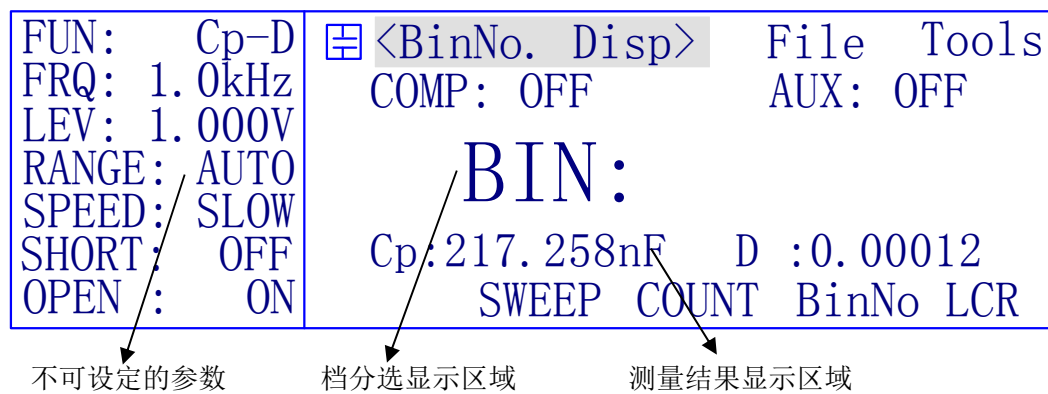 FUN: Cp-D
FRQ: 1.0kHz
LEV: 1.000V
RANGE: AUTO
SPEED: SLOW
SHORT: OFF
OPEN : ON
<BinNo. Disp> File Tools
COMP: OFF AUX: OFF
BIN:
Cp:217.258nF D :0.00012
SWEEP COUNT BinNo LCR
不可设定的参数 档分选显示区域 测量结果显示区域